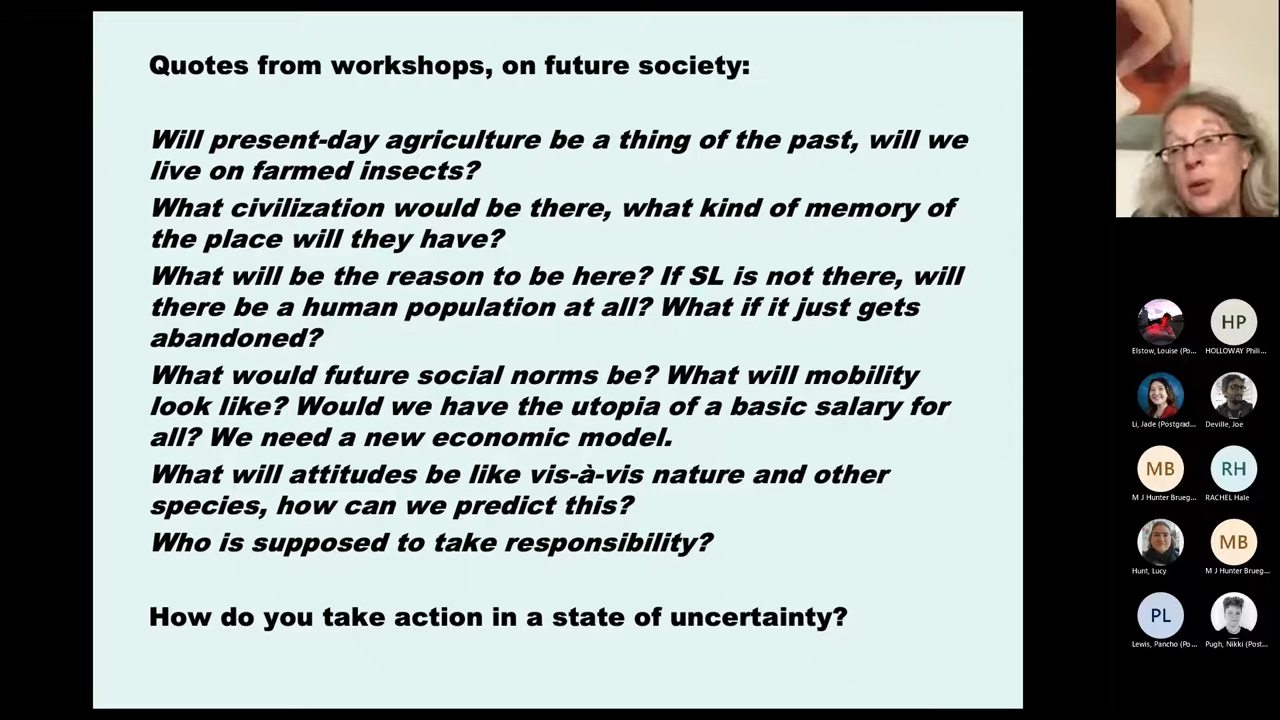 Quotes from workshops, on future society:
Will present-day agriculture be a thing of the past, will we
live on farmed insects?
What civilization would be there, what kind of memory of
the place will they have?
What will be the reason to be here? If SL is not there, will
there be a human population at all? What if it just gets
abandoned?
What would future social norms be? What will mobility
look like? Would we have the utopia of a basic salary for
all? We need a new economic model.
What will attitudes be like vis-à-vis nature and other
species, how can we predict this?
Who is supposed to take responsibility?
How do you take action in a state of uncertainty?
HP
Elstow, Louise (Po...
HOLLOWAY Phili...
Li, Jade (Postgrad...
Deville, Joe
MB
RH
M J Hunter Brueg...
RACHEL Hale
MB
Hunt, Lucy
M J Hunter Brueg...
PL
Lewis, Pancho (Po...
Pugh, Nikki (Post...